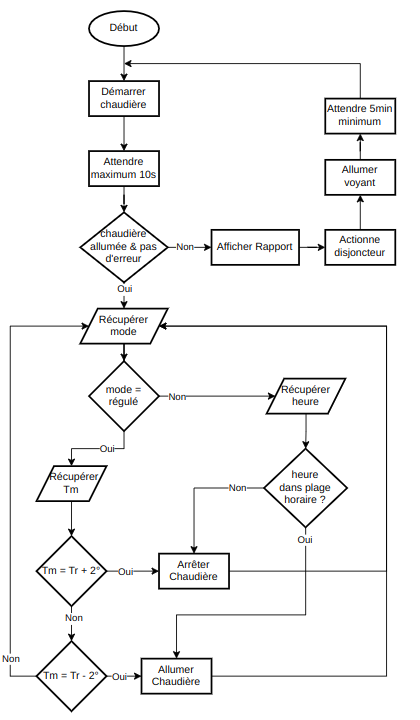 Début
Démarrer
chaudière
Attendre 5min
minimum
Attendre
maximum 10s
Allumer
voyant
chaudière
allumée & pas
d'erreur
Non
Afficher Rapport
Actionne
disjoncteur
Oui
Récupérer
mode
mode =
régulé
Non
Récupérer
heure
Oui
Récupérer
Tm
heure
dans plage
horaire ?
Non
Oui
Tm = Tr + 2°
Oui
Arrêter
Chaudière
Non
Non
Tm = Tr - 2°
Oui
Allumer
Chaudière